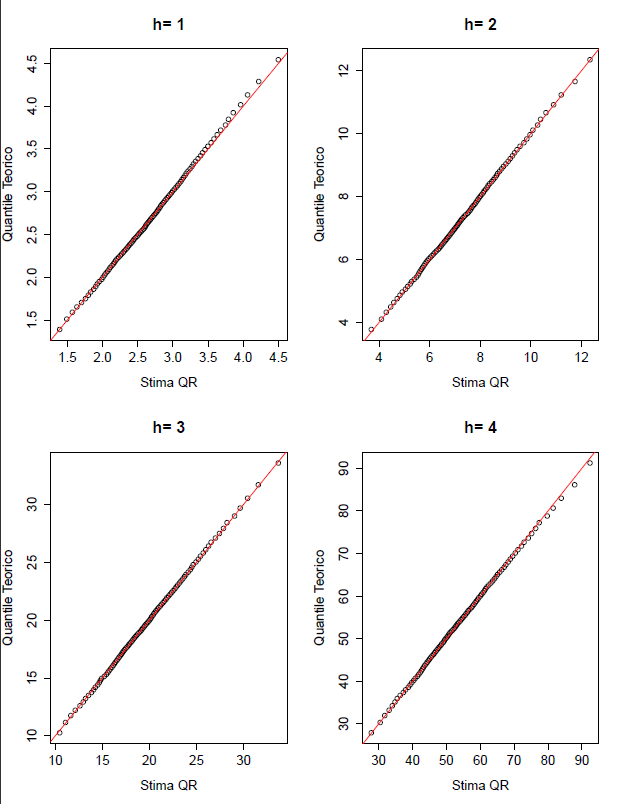 h= 1
4.5
4.0
3.5
3.0
2.5
2.0
1.5
Quantile Teorico
1.5 2.0 2.5 3.0 3.5 4.0 4.5
Stima QR
h= 2
12
10
8
6
4
Quantile Teorico
4 6 8 10 12
Stima QR
h= 3
30
25
20
15
10
Quantile Teorico
10 15 20 25 30
Stima QR
h= 4
90
80
70
60
50
40
30
Quantile Teorico
30 40 50 60 70 80 90
Stima QR